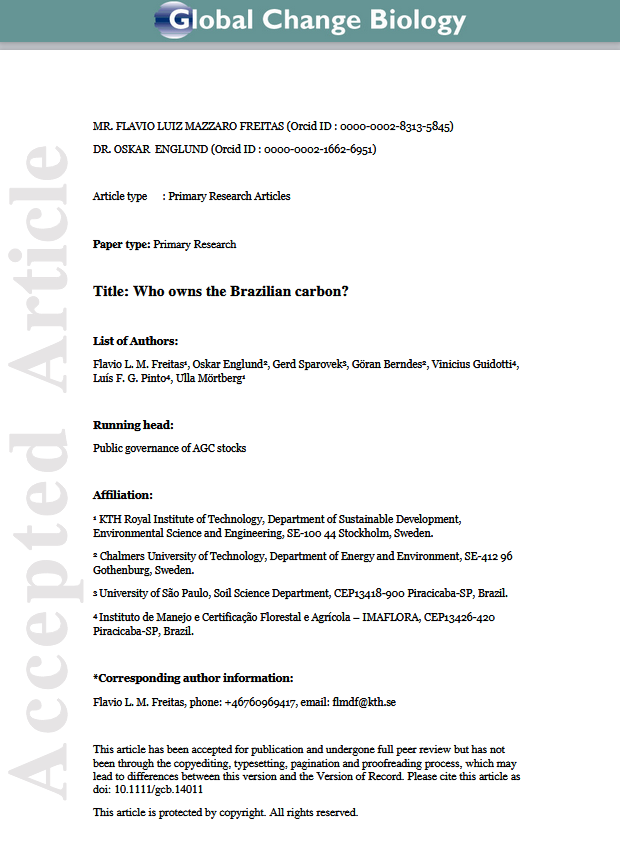 Global Change Biology
MR. FLAVIO LUIZ MAZZARO FREITAS (Orcid ID : 0000-0002-8313-5845)
DR. OSKAR ENGLUND (Orcid ID : 0000-0002-1662-6951)
Article type : Primary Research Articles
Paper type: Primary Research
Title: Who owns the Brazilian carbon?
List of Authors:
Flavio L. M. Freitas¹, Oskar Englund², Gerd Sparovek³, Göran Berndes², Vinicius Guidotti⁴,
Luís F. G. Pinto⁴, Ulla Mörtberg¹
Running head:
Public governance of AGC stocks
Affiliation:
¹ KTH Royal Institute of Technology, Department of Sustainable Development,
Environmental Science and Engineering, SE-100 44 Stockholm, Sweden.
² Chalmers University of Technology, Department of Energy and Environment, SE-412 96
Gothenburg, Sweden.
³ University of São Paulo, Soil Science Department, CEP13418-900 Piracicaba-SP, Brazil.
⁴ Instituto de Manejo e Certificação Florestal e Agrícola – IMAFLORA, CEP13426-420
Piracicaba-SP, Brazil.
*Corresponding author information:
Flavio L. M. Freitas, phone: +46760969417, email: flmdf@kth.se
This article has been accepted for publication and undergone full peer review but has not
been through the copyediting, typesetting, pagination and proofreading process, which may
lead to differences between this version and the Version of Record. Please cite this article as
doi: 10.1111/gcb.14011
This article is protected by copyright. All rights reserved.
Accepted Article